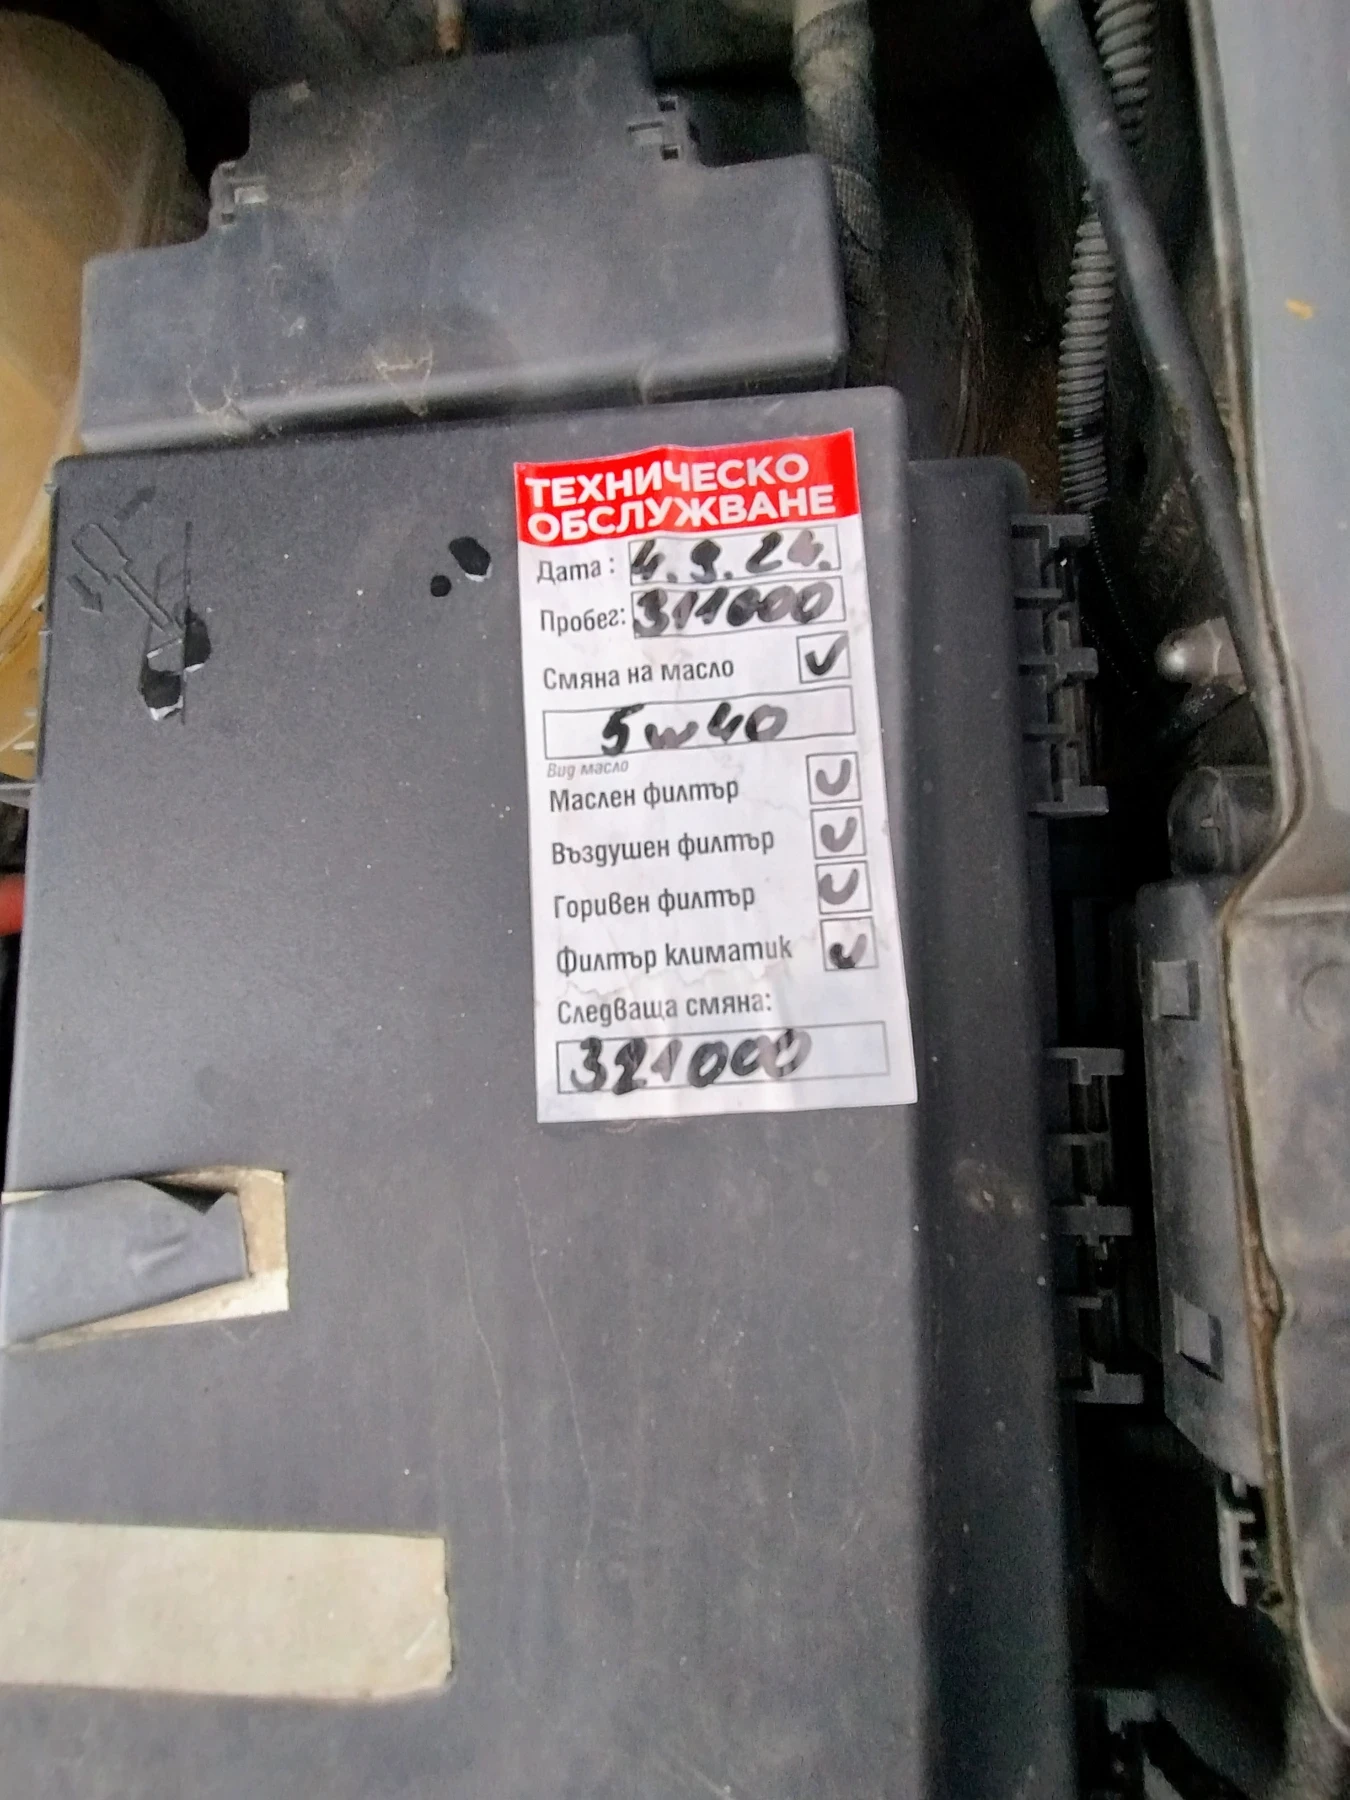 ТЕХНИЧЕСКО
ОБСЛУЖВАНЕ
Дата: 4.9.24.
Пробег: 311000
Смяна на масло
5w40
Вид масло
Маслен филтър
Въздушен филтър
Горивен филтър
Филтър климатик
Следваща смяна:
321000